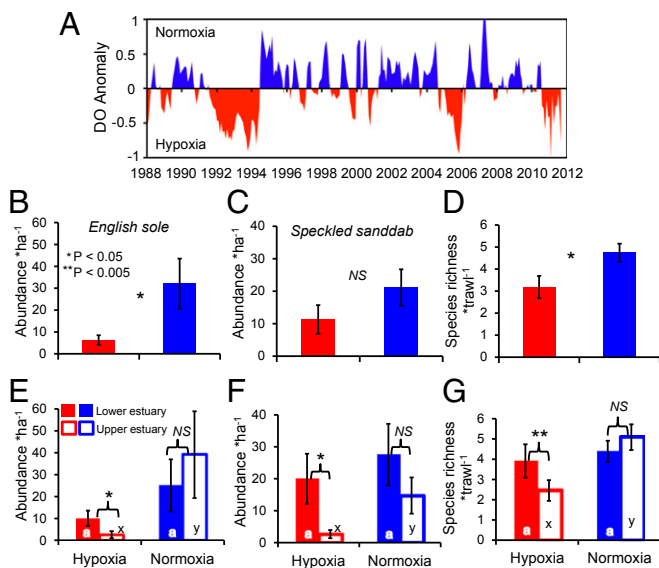 A
DO Anomaly
1
0.5
0
-0.5
-1
Normoxia
Hypoxia
1988 1990 1992 1994 1996 1998 2000 2002 2004 2006 2008 2010 2012
B
Abundance *ha-1
60
50
40
30
20
10
0
English sole
*P < 0.05
**P < 0.005
*
C
Abundance *ha-1
40
30
20
10
0
Speckled sanddab
NS
D
Species richness
*trawl-1
6
5
4
3
2
1
0
*
E
Abundance *ha-1
60
50
40
30
20
10
0
Lower estuary
Upper estuary
*
NS
a
x
a
y
Hypoxia Normoxia
F
Abundance *ha-1
40
30
20
10
0
*
NS
a
x
a
y
Hypoxia Normoxia
G
Species richness
*trawl-1
6
5
4
3
2
1
0
**
NS
a
x
a
y
Hypoxia Normoxia